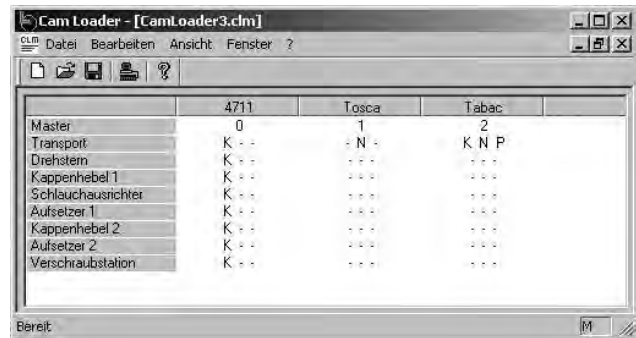 Cam Loader - [CamLoader3.clm]
CLM Datei Bearbeiten Ansicht Fenster ?
4711 Tosca Tabac
Master 0 1 2
Transport K - - - N - K N P
Drehstern K - - - - - - - -
Kappenhebel 1 K - - - - - - - -
Schlauchausrichter K - - - - - - - -
Aufsetzer 1 K - - - - - - - -
Kappenhebel 2 K - - - - - - - -
Aufsetzer 2 K - - - - - - - -
Verschraubstation K - - - - - - - -
Bereit M